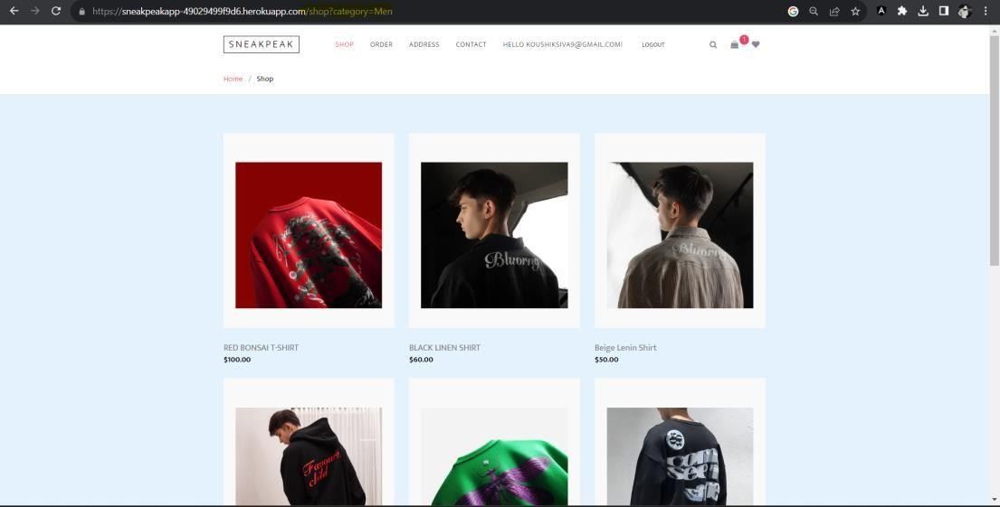 https://sneakpeakapp-49029499f9d6.herokuapp.com/shop?category=Men
SNEAKPEAK
SHOP
ORDER
ADDRESS
CONTACT
HELLO KOUSHIKSIVA9@GMAIL.COM!
LOGOUT
1
Home / Shop
Bluorng
Bluorng
RED BONSAI T-SHIRT
$100.00
BLACK LINEN SHIRT
$60.00
Beige Lenin Shirt
$50.00
Favourite
child